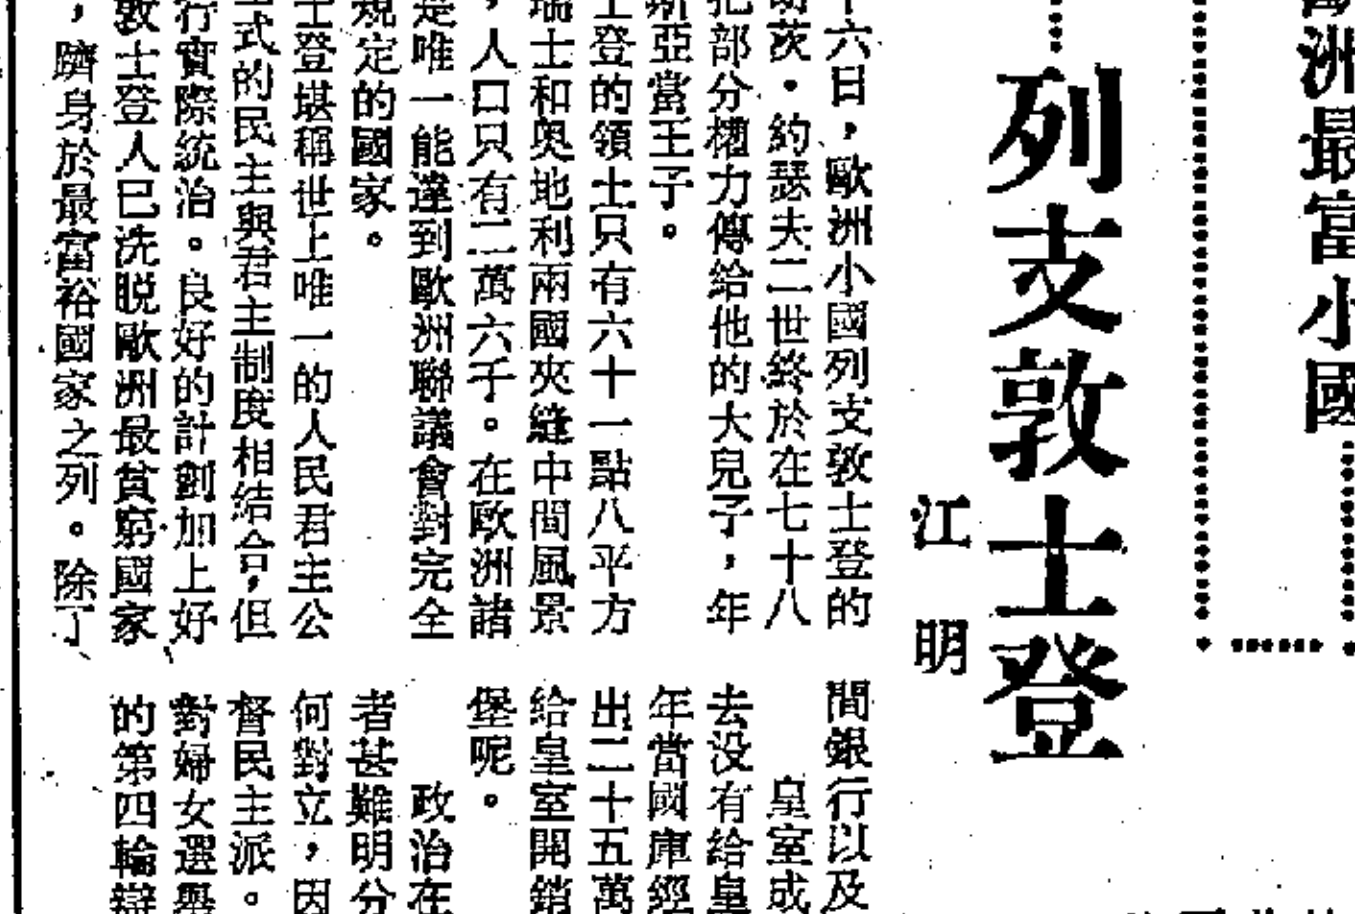 洲最富小國
列支敦士登
江明
六日，歐洲小國列支敦士登的
茨・約瑟夫二世終於在七十八
部分權力傳給他的大兒子，年
斯亞當王子。
登的領土只有六十一點八平方
瑞士和奥地利兩國夾縫中間風景
，人口只有二萬六千。在歐洲諸
是唯一能達到歐洲聯議會對完全
規定的國家。
士登堪稱世上唯一的人民君主公
式的民主與君主制度相結合，但
行實際統治。良好的計劃加上好
敦士登人已洗脱歐洲最貧窮國家
，躋身於最富裕國家之列。除了
間銀行以及
皇室成
去没有給皇
年當國庫經
出二十五萬
给皇室開銷
堡呢。
政治在
者甚難明分
何對立，因
督民主派。
對婦女選舉
的第四輪辯